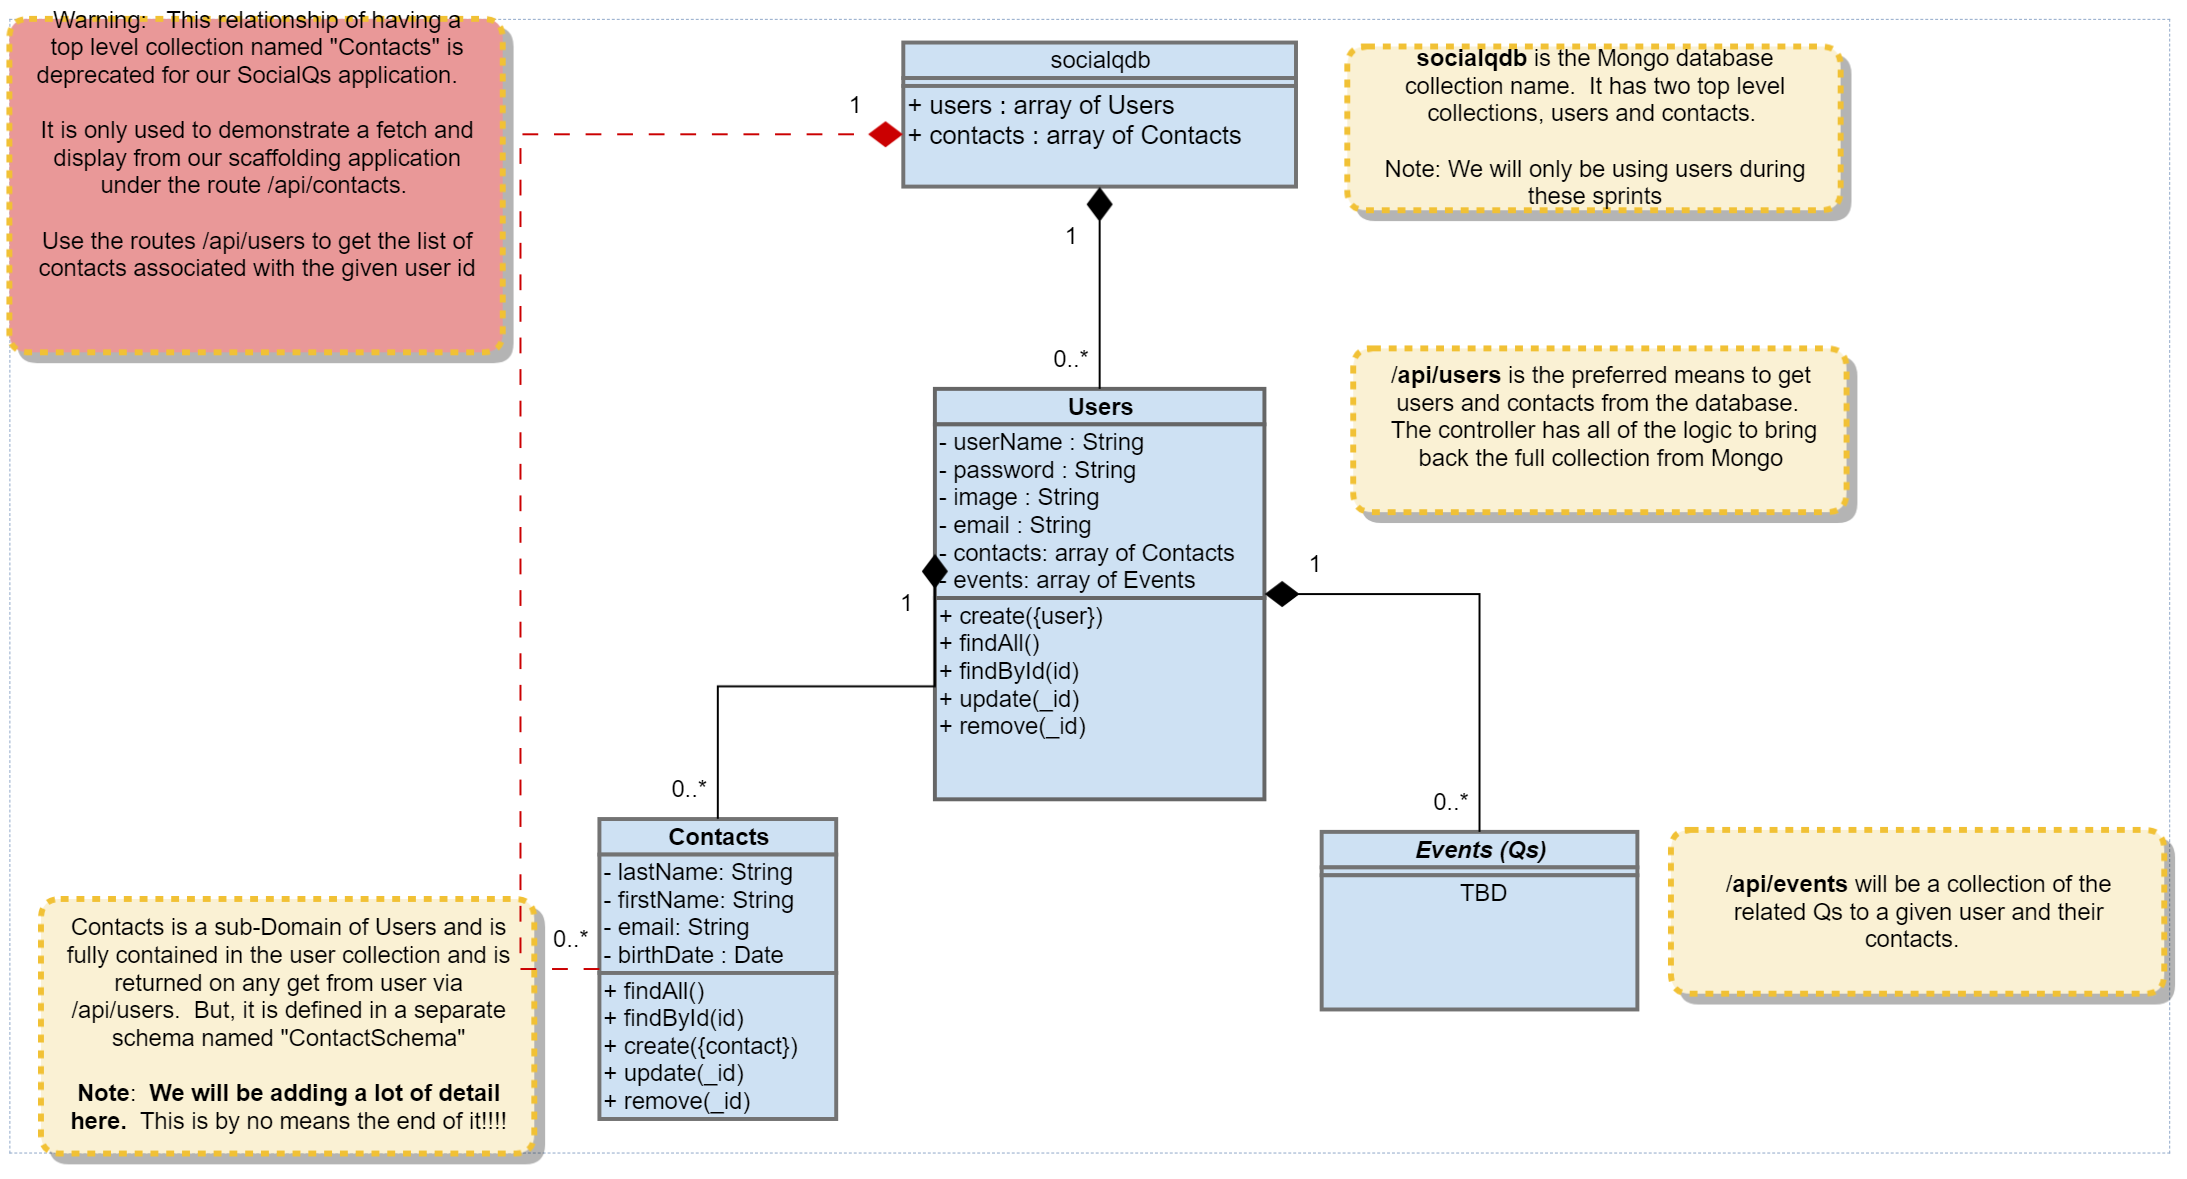 Warning:   This relationship of having a
top level collection named "Contacts" is
deprecated for our SocialQs application.
It is only used to demonstrate a fetch and
display from our scaffolding application
under the route /api/contacts.
Use the routes /api/users to get the list of
contacts associated with the given user id
1
socialqdb
+ users : array of Users
+ contacts : array of Contacts
socialqdb is the Mongo database
collection name.  It has two top level
collections, users and contacts.
Note: We will only be using users during
these sprints
1
0..*
Users
- userName : String
- password : String
- image : String
- email : String
- contacts: array of Contacts
- events: array of Events
+ create({user})
+ findAll()
+ findById(id)
+ update(_id)
+ remove(_id)
/api/users is the preferred means to get
users and contacts from the database.
The controller has all of the logic to bring
back the full collection from Mongo
1
1
0..*
0..*
Contacts
- lastName: String
- firstName: String
- email: String
- birthDate : Date
+ findAll()
+ findById(id)
+ create({contact})
+ update(_id)
+ remove(_id)
0..*
Events (Qs)
TBD
/api/events will be a collection of the
related Qs to a given user and their
contacts.
Contacts is a sub-Domain of Users and is
fully contained in the user collection and is
returned on any get from user via
/api/users.  But, it is defined in a separate
schema named "ContactSchema"
Note:  We will be adding a lot of detail
here.  This is by no means the end of it!!!!